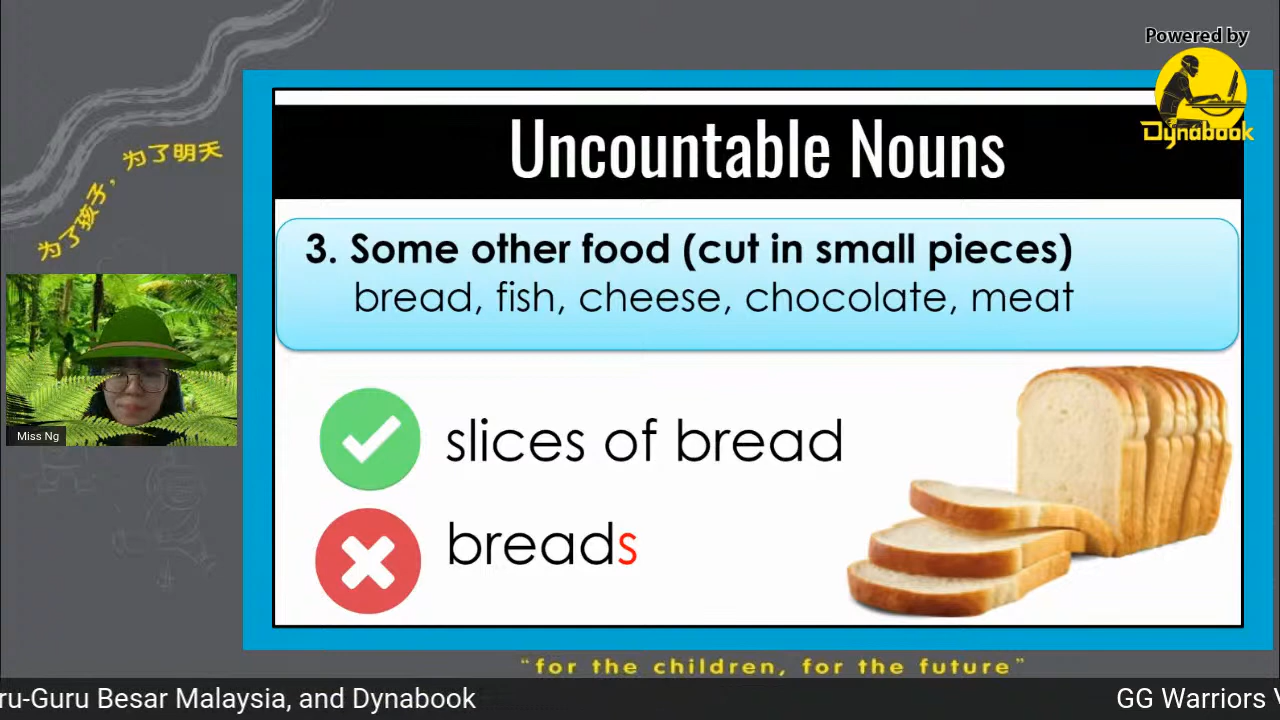 Powered by
Dynabook
Uncountable Nouns
为了孩子，为了明天
3. Some other food (cut in small pieces)
bread, fish, cheese, chocolate, meat
Miss Ng
slices of bread
breads
“for the children, for the future”
ru-Guru Besar Malaysia, and Dynabook
GG Warriors